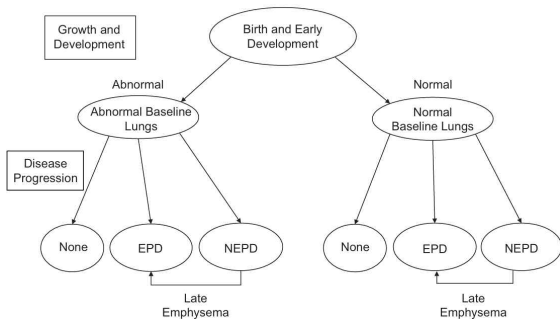 Growth and
Development
Birth and Early
Development
Abnormal
Normal
Abnormal Baseline
Lungs
Normal
Baseline Lungs
Disease
Progression
None
EPD
NEPD
None
EPD
NEPD
Late
Emphysema
Late
Emphysema